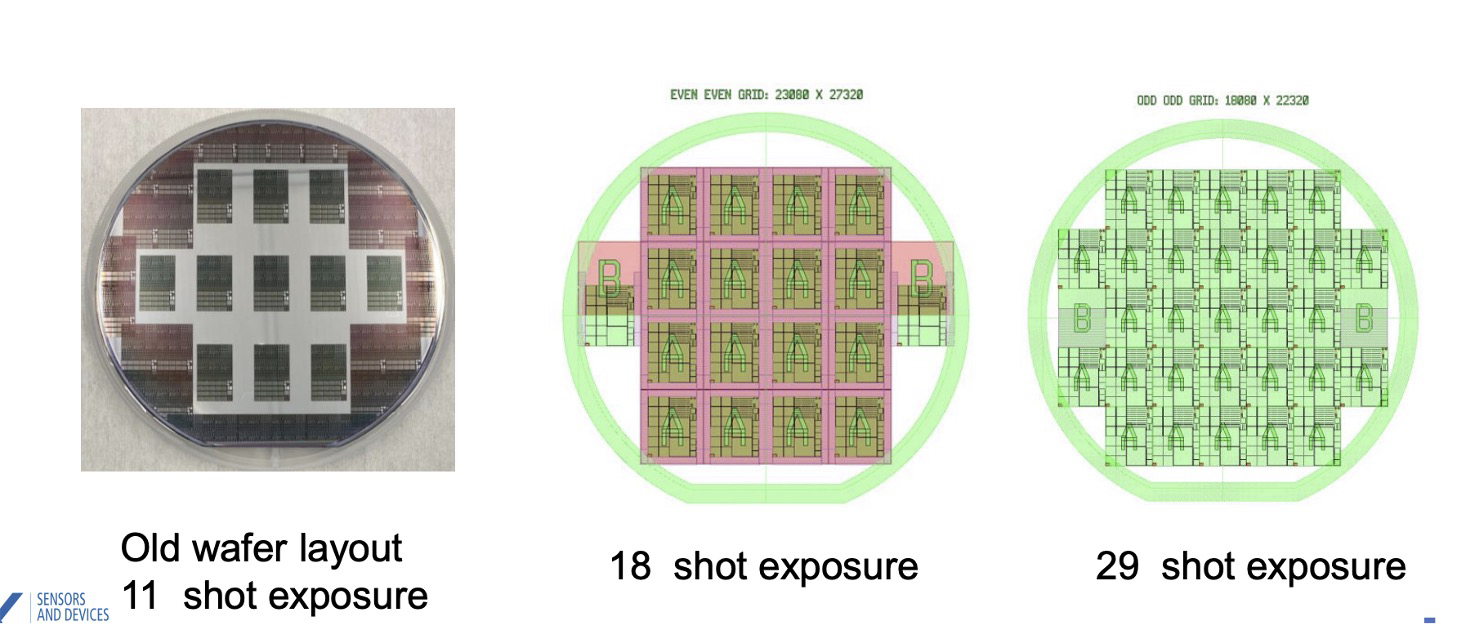 EVEN EVEN GRID: 23080 X 27320
ODD ODD GRID: 18080 X 22320
A A A A
B A A A A B
A A A A
A A A A
A A A A A
A A A A A A A
B A A A A A B
A A A A A A A
A A A A A
Old wafer layout
11 shot exposure
18 shot exposure
29 shot exposure
SENSORS
AND DEVICES